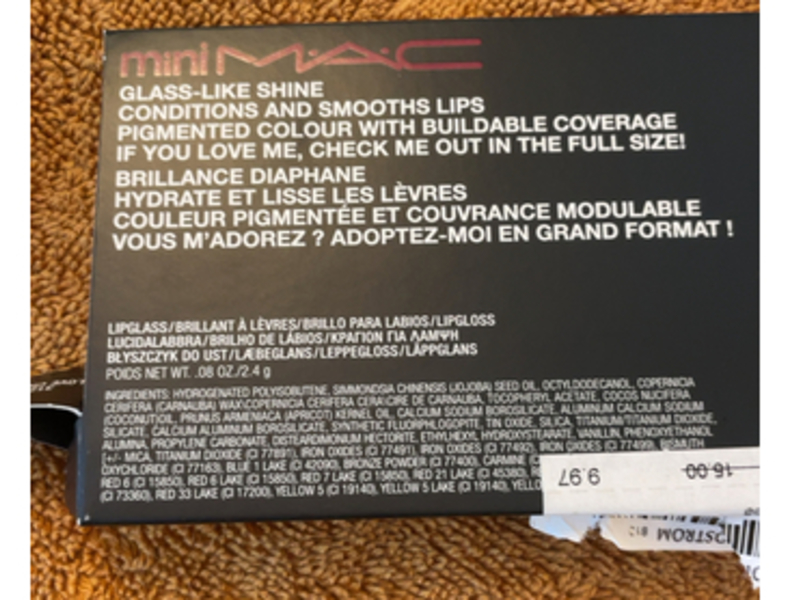 mini MAC
GLASS-LIKE SHINE
CONDITIONS AND SMOOTHS LIPS
PIGMENTED COLOUR WITH BUILDABLE COVERAGE
IF YOU LOVE ME, CHECK ME OUT IN THE FULL SIZE!
BRILLANCE DIAPHANE
HYDRATE ET LISSE LES LÈVRES
COULEUR PIGMENTÉE ET COUVRANCE MODULABLE
VOUS M'ADOREZ ? ADOPTEZ-MOI EN GRAND FORMAT !
LIPGLASS/BRILLANT À LÈVRES/BRILLO PARA LABIOS/LIPGLOSS
LUCIDALABBRA/BRILHO DE LÁBIOS/ΚΡΑΓΙΟΝ ΓΙΑ ΛΑΜΨΗ
BŁYSZCZYK DO UST/LÆBEGLANS/LEPPEGLOSS/LÄPPGLANS
POIDS NET WT. .08 OZ./2.4 g
INGREDIENTS: HYDROGENATED POLYISOBUTENE, SIMMONDSIA CHINENSIS (JOJOBA) SEED OIL, OCTYLDODECANOL, COPERNICIA
CERIFERA (CARNAUBA) WAX\COPERNICIA CERIFERA CERA\CIRE DE CARNAUBA, TOCOPHERYL ACETATE, COCOS NUCIFERA
(COCONUT) OIL, PRUNUS ARMENIACA (APRICOT) KERNEL OIL, CALCIUM SODIUM BOROSILICATE, ALUMINUM CALCIUM SODIUM
SILICATE, CALCIUM ALUMINUM BOROSILICATE, SYNTHETIC FLUORPHLOGOPITE, TIN OXIDE, SILICA, TITANIUM/TITANIUM DIOXIDE,
ALUMINA, PROPYLENE CARBONATE, DISTEARDIMONIUM HECTORITE, ETHYLHEXYL HYDROXYSTEARATE, VANILLIN, PHENOXYETHANOL
[+/- MICA, TITANIUM DIOXIDE (CI 77891), IRON OXIDES (CI 77491), IRON OXIDES (CI 77492), IRON OXIDES (CI 77499), BISMUTH
OXYCHLORIDE (CI 77163), BLUE 1 LAKE (CI 42090), BRONZE POWDER (CI 77400), CARMINE (CI
RED 6 (CI 15850), RED 6 LAKE (CI 15850), RED 7 LAKE (CI 15850), RED 21 LAKE (CI 45380), R
(CI 73360), RED 33 LAKE (CI 17200), YELLOW 5 (CI 19140), YELLOW 5 LAKE (CI 19140), YELLO
16.00 9.97
OSTROM